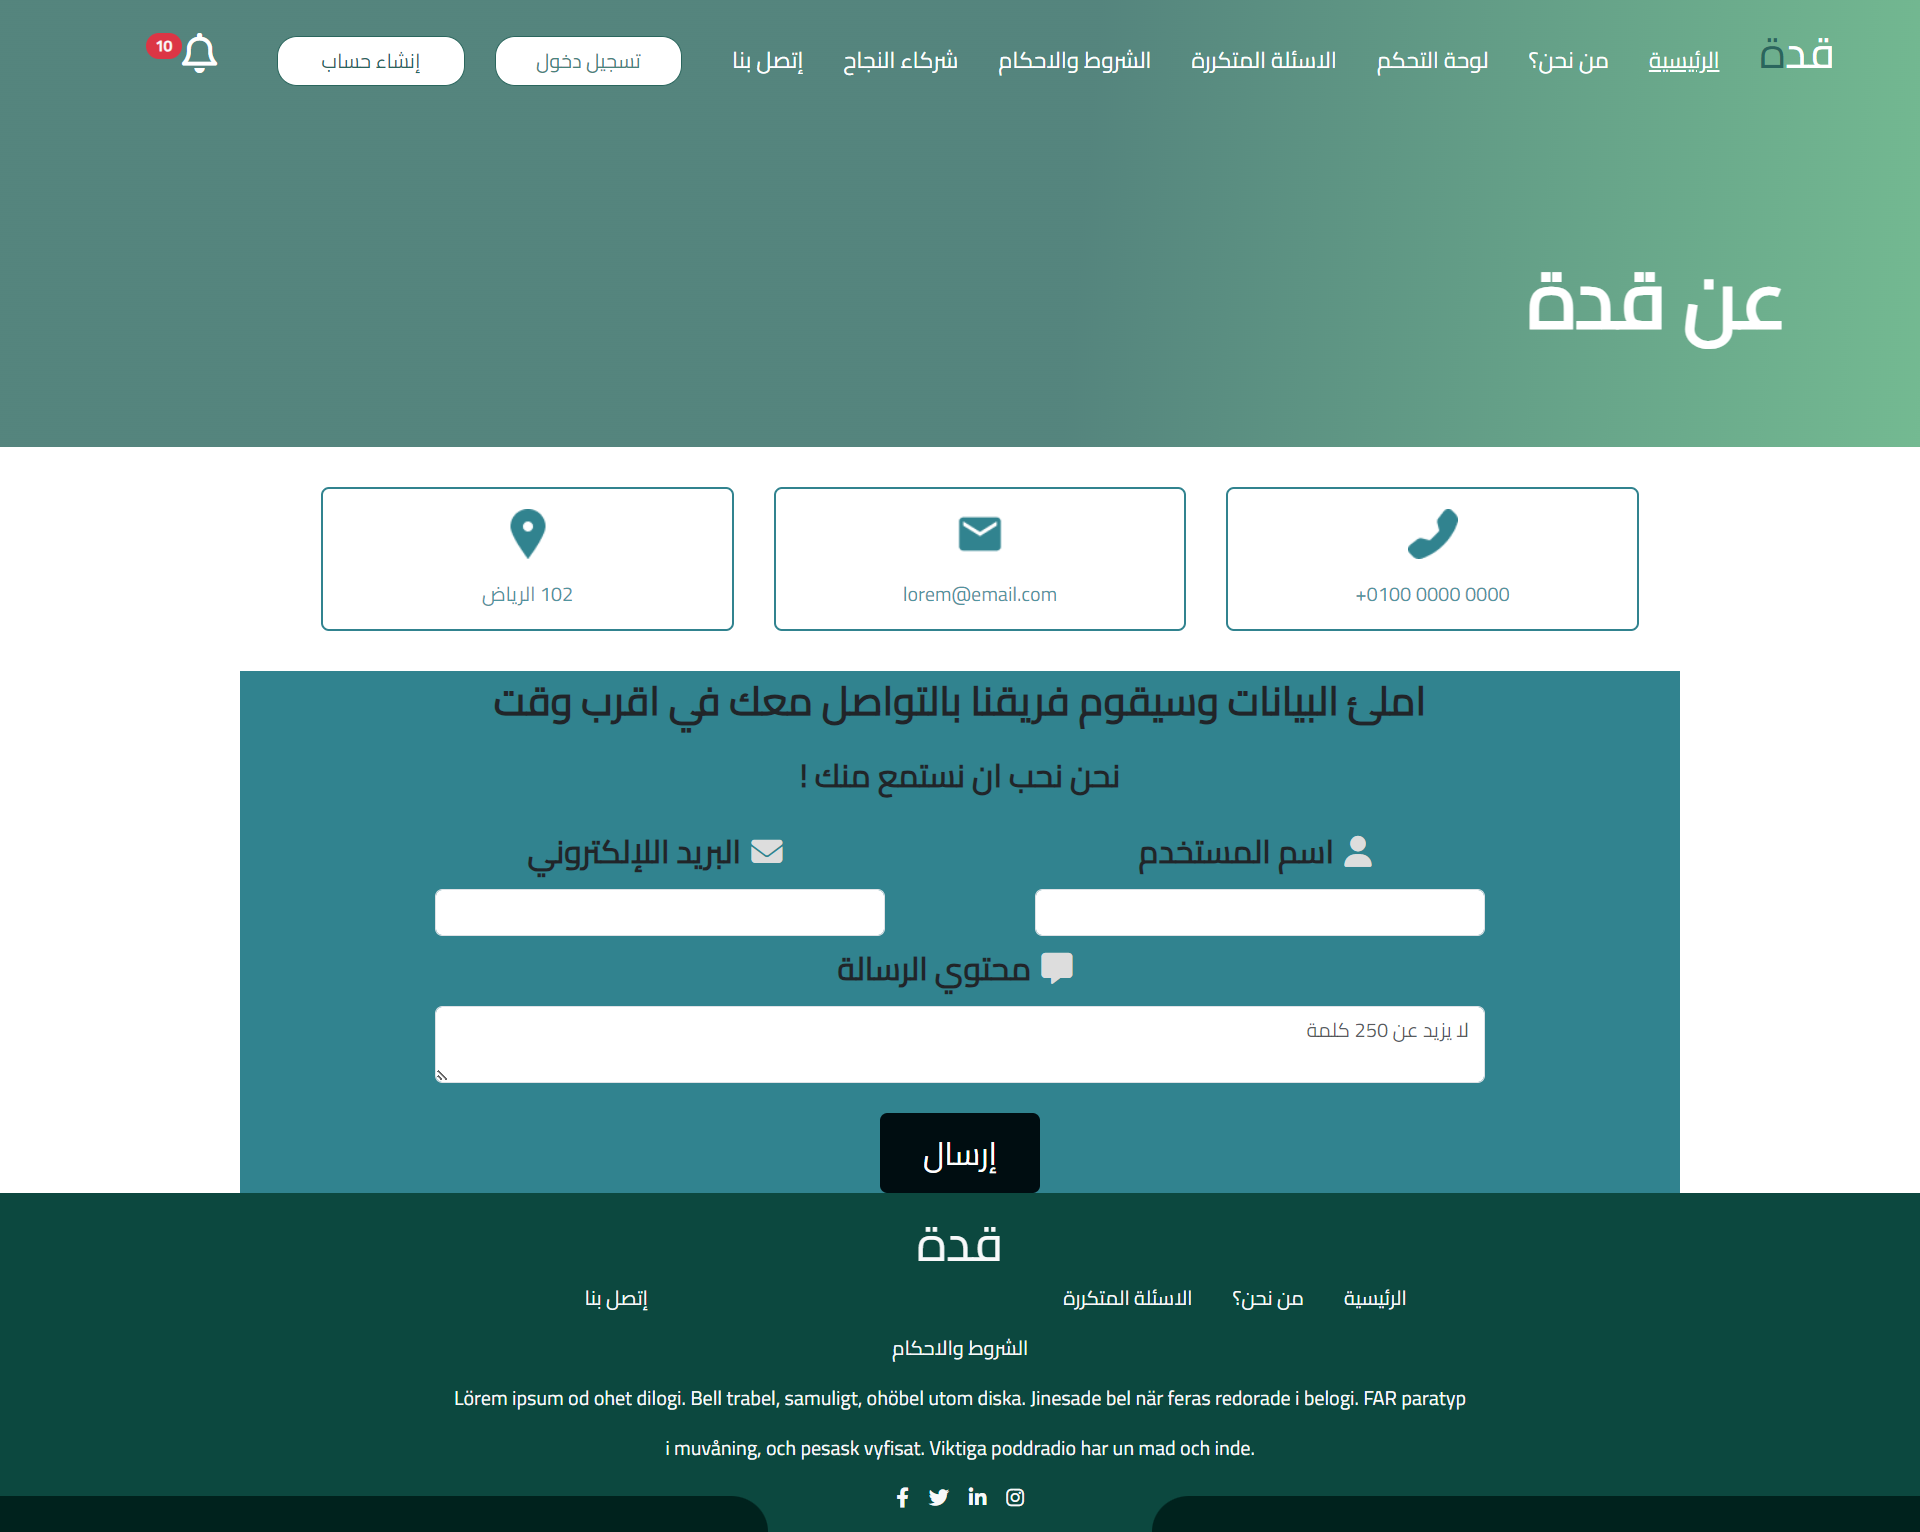 قدة
الرئيسية
من نحن؟
لوحة التحكم
الاسئلة المتكررة
الشروط والاحكام
شركاء النجاح
إتصل بنا
تسجيل دخول
إنشاء حساب
10
عن قدة
+0100 0000 0000
lorem@email.com
102 الرياض
املئ البيانات وسيقوم فريقنا بالتواصل معك في اقرب وقت
نحن نحب ان نستمع منك !
اسم المستخدم
البريد اللإلكتروني
محتوي الرسالة
لا يزيد عن 250 كلمة
إرسال
قدة
الرئيسية
من نحن؟
الاسئلة المتكررة
إتصل بنا
الشروط والاحكام
Lörem ipsum od ohet dilogi. Bell trabel, samuligt, ohöbel utom diska. Jinesade bel när feras redorade i belogi. FAR paratyp
i muvåning, och pesask vyfisat. Viktiga poddradio har un mad och inde.